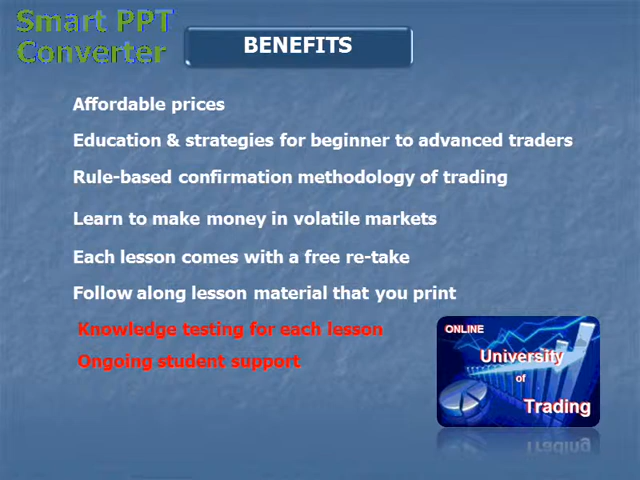 Smart PPT
Converter
BENEFITS
Affordable prices
Education & strategies for beginner to advanced traders
Rule-based confirmation methodology of trading
Learn to make money in volatile markets
Each lesson comes with a free re-take
Follow along lesson material that you print
Knowledge testing for each lesson
Ongoing student support
ONLINE
University
of
Trading